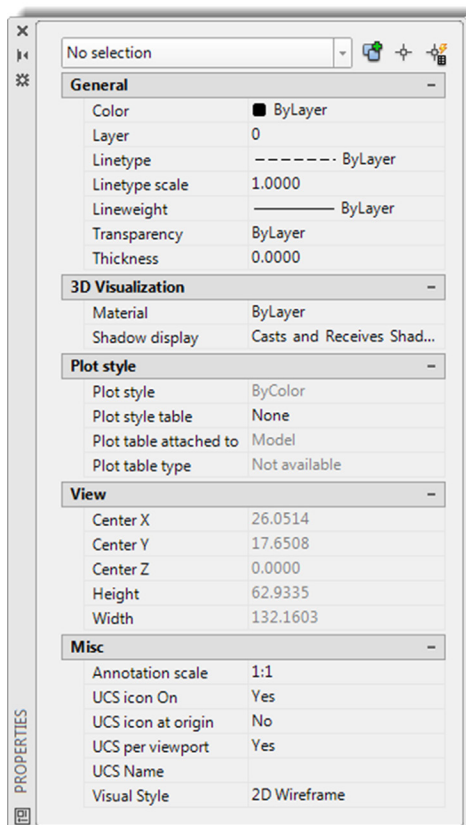 No selection
General
Color ByLayer
Layer 0
Linetype ByLayer
Linetype scale 1.0000
Lineweight ByLayer
Transparency ByLayer
Thickness 0.0000
3D Visualization
Material ByLayer
Shadow display Casts and Receives Shad...
Plot style
Plot style ByColor
Plot style table None
Plot table attached to Model
Plot table type Not available
View
Center X 26.0514
Center Y 17.6508
Center Z 0.0000
Height 62.9335
Width 132.1603
Misc
Annotation scale 1:1
UCS icon On Yes
UCS icon at origin No
UCS per viewport Yes
UCS Name
Visual Style 2D Wireframe
PROPERTIES